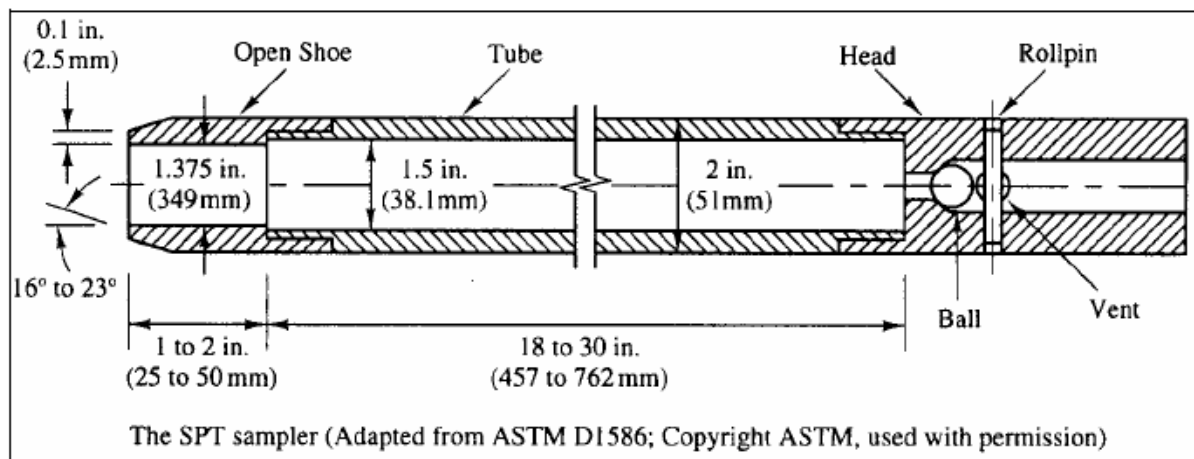 0.1 in.
(2.5 mm)
Open Shoe
Tube
Head
Rollpin
1.375 in.
(349 mm)
1.5 in.
(38.1mm)
2 in.
(51 mm)
16° to 23°
Ball
Vent
1 to 2 in.
(25 to 50 mm)
18 to 30 in.
(457 to 762 mm)
The SPT sampler (Adapted from ASTM D1586; Copyright ASTM, used with permission)